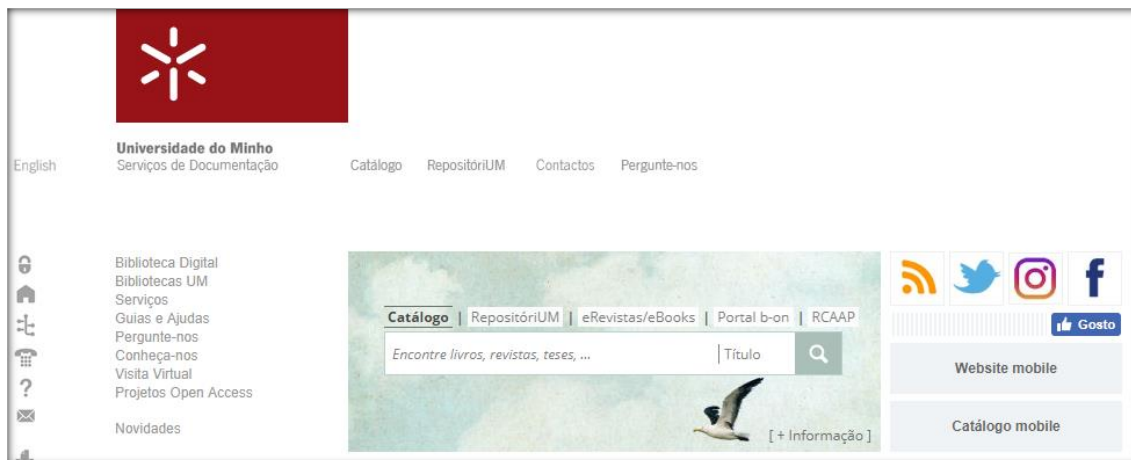 Universidade do Minho
English Serviços de Documentação Catálogo RepositóriUM Contactos Pergunte-nos
Biblioteca Digital
Bibliotecas UM
Serviços
Guias e Ajudas
Pergunte-nos
Conheça-nos
Visita Virtual
Projetos Open Access
Novidades
Catálogo | RepositóriUM | eRevistas/eBooks | Portal b-on | RCAAP
Encontre livros, revistas, teses, ... | Título
[ + Informação ]
Gosto
Website mobile
Catálogo mobile